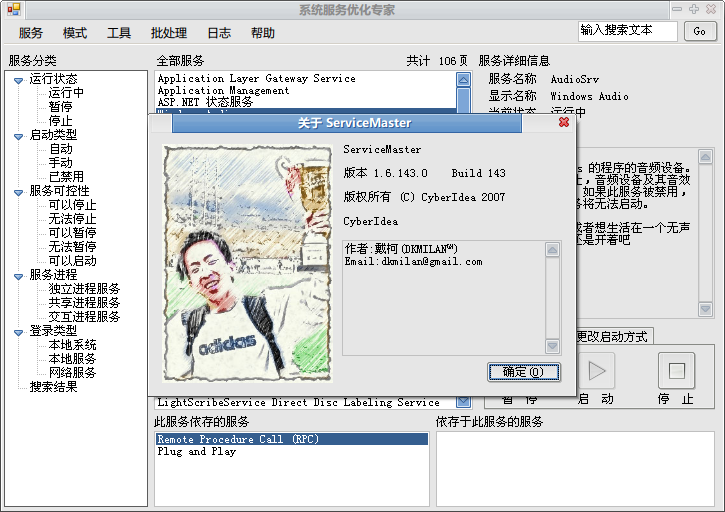 系统服务优化专家
服务 模式 工具 批处理 日志 帮助
输入搜索文本
Go
服务分类
运行状态
运行中
暂停
停止
启动类型
自动
手动
已禁用
服务可控性
可以停止
无法停止
可以暂停
无法暂停
可以启动
服务进程
独立进程服务
共享进程服务
交互进程服务
登录类型
本地系统
本地服务
网络服务
搜索结果
全部服务
共计 106页
Application Layer Gateway Service
Application Management
ASP.NET 状态服务
服务详细信息
服务名称 AudioSrv
显示名称 Windows Audio
当前状态 运行中
的程序的音频设备。
，音频设备及其音效
如果此服务被禁用，
将无法启动。
或者想生活在一个无声
还是开着吧
更改启动方式
暂 停
启 动
停 止
关于 ServiceMaster
ServiceMaster
版本 1.6.143.0 Build 143
版权所有 (C) CyberIdea 2007
CyberIdea
作者:戴柯(DKMILAN™)
Email:dkmilan@gmail.com
adidas
确定(O)
LightScribeService Direct Disc Labeling Service
此服务依存的服务
Remote Procedure Call (RPC)
Plug and Play
依存于此服务的服务